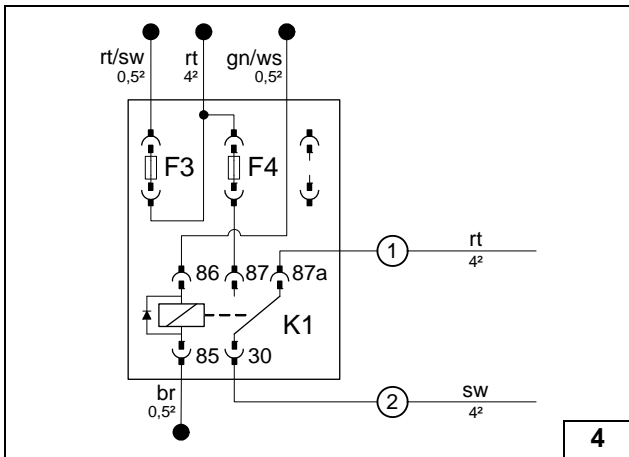 rt/sw
0,5²
rt
4²
gn/ws
0,5²
F3
F4
86
87
87a
1
rt
4²
K1
85
30
br
0,5²
2
sw
4²
4